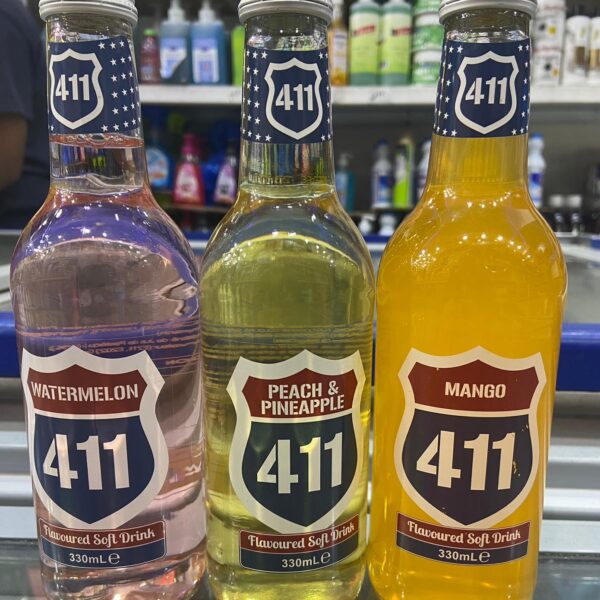 411
411
411
WATERMELON
411
Flavoured Soft Drink
330mL℮
PEACH &
PINEAPPLE
411
Flavoured Soft Drink
330mL℮
MANGO
411
Flavoured Soft Drink
330mL℮